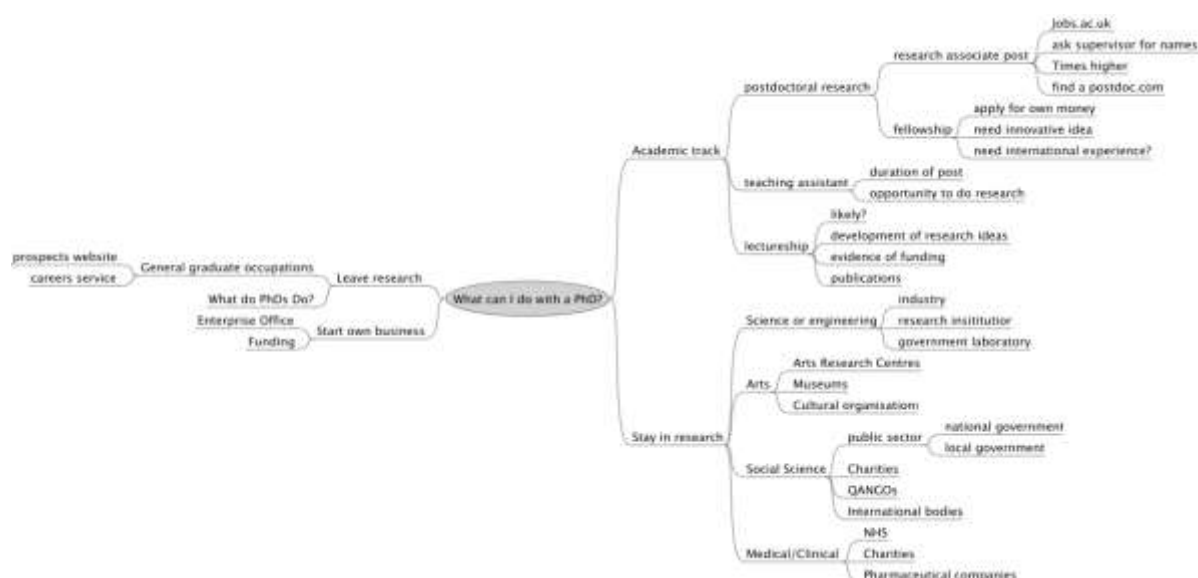 What can I do with a PhD?
Academic track
postdoctoral research
research associate post
Jobs.ac.uk
ask supervisor for names
Times higher
find a postdoc.com
fellowship
apply for own money
need innovative idea
need international experience?
teaching assistant
duration of post
opportunity to do research
lectureship
likely?
development of research ideas
evidence of funding
publications
Stay in research
Science or engineering
industry
research insititutior
government laboratory
Arts
Arts Research Centres
Museums
Cultural organisatiom
Social Science
public sector
national government
local government
Charities
QANGOs
International bodies
Medical/Clinical
NHS
Charities
Pharmaceutical companies
Leave research
General graduate occupations
prospects website
careers service
What do PhDs Do?
Start own business
Enterprise Office
Funding